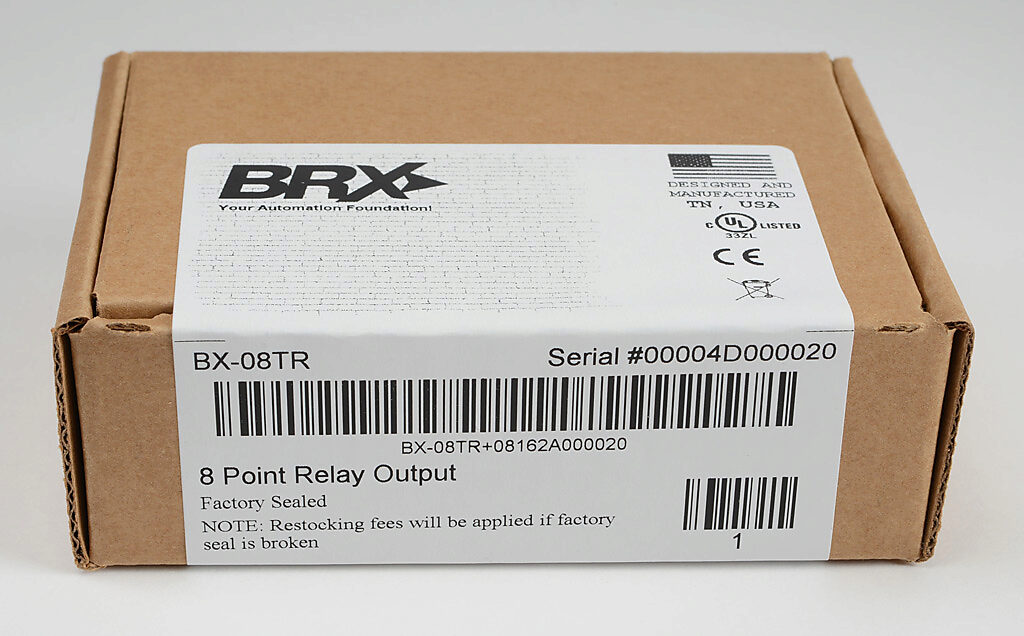 BRX
Your Automation Foundation!
DESIGNED AND
MANUFACTURED
TN, USA
C UL LISTED
33ZL
CE
BX-08TR
Serial #00004D000020
BX-08TR+08162A000020
8 Point Relay Output
Factory Sealed
NOTE: Restocking fees will be applied if factory
seal is broken
1